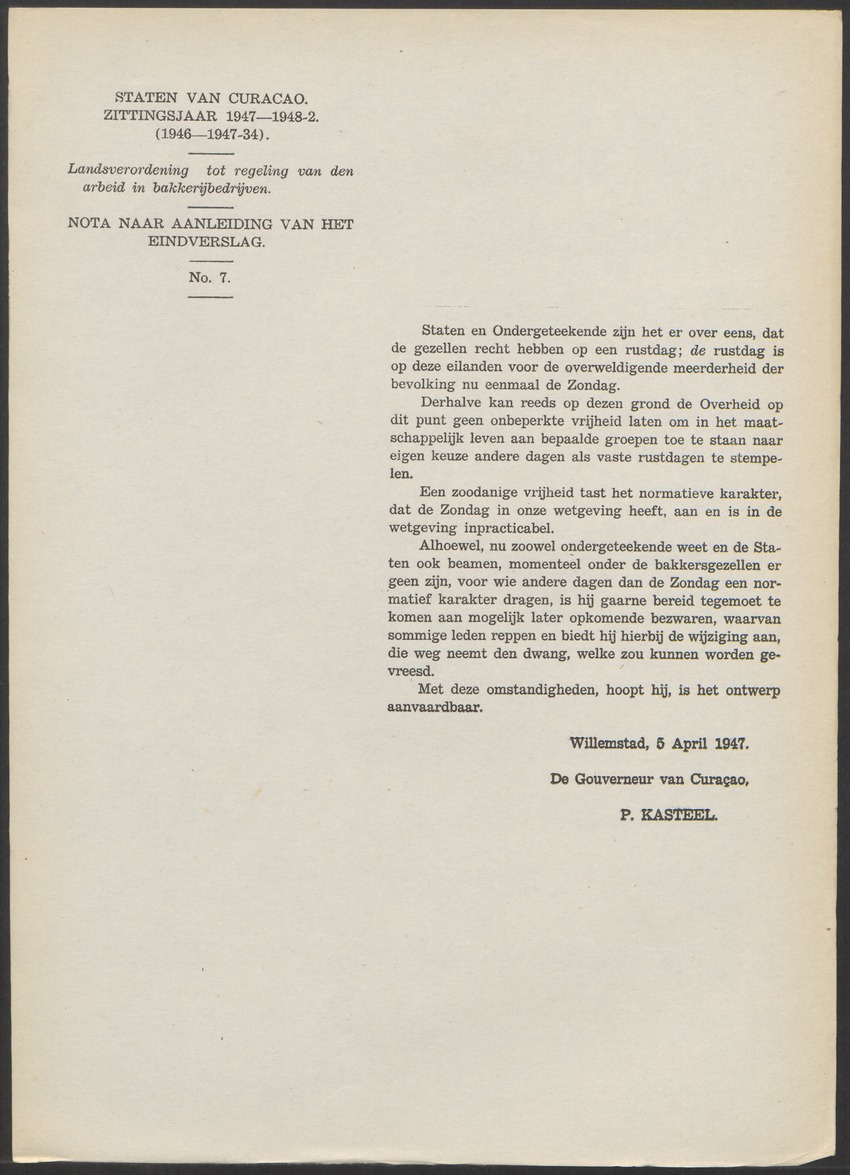 STATEN VAN CURACAO.
ZITTINGSJAAR 1947—1948-2.
(1946—1947-34).
Landsverordening tot regeling van den
arbeid in bakkerijbedrijven.
NOTA NAAR AANLEIDING VAN HET
EINDVERSLAG.
No. 7.
Staten en Ondergeteekende zijn het er over eens, dat
de gezellen recht hebben op een rustdag; de rustdag is
op deze eilanden voor de overweldigende meerderheid der
bevolking nu eenmaal de Zondag.
Derhalve kan reeds op dezen grond de Overheid op
dit punt geen onbeperkte vrijheid laten om in het maat-
schappelijk leven aan bepaalde groepen toe te staan naar
eigen keuze andere dagen als vaste rustdagen te stempe-
len.
Een zoodanige vrijheid tast het normatieve karakter,
dat de Zondag in onze wetgeving heeft, aan en is in de
wetgeving inpracticabel.
Alhoewel, nu zoowel ondergeteekende weet en de Sta-
ten ook beamen, momenteel onder de bakkersgezellen er
geen zijn, voor wie andere dagen dan de Zondag een nor-
matief karakter dragen, is hij gaarne bereid tegemoet te
komen aan mogelijk later opkomende bezwaren, waarvan
sommige leden reppen en biedt hij hierbij de wijziging aan,
die weg neemt den dwang, welke zou kunnen worden ge-
vreesd.
Met deze omstandigheden, hoopt hij, is het ontwerp
aanvaardbaar.
Willemstad, 5 April 1947.
De Gouverneur van Curaçao,
P. KASTEEL.